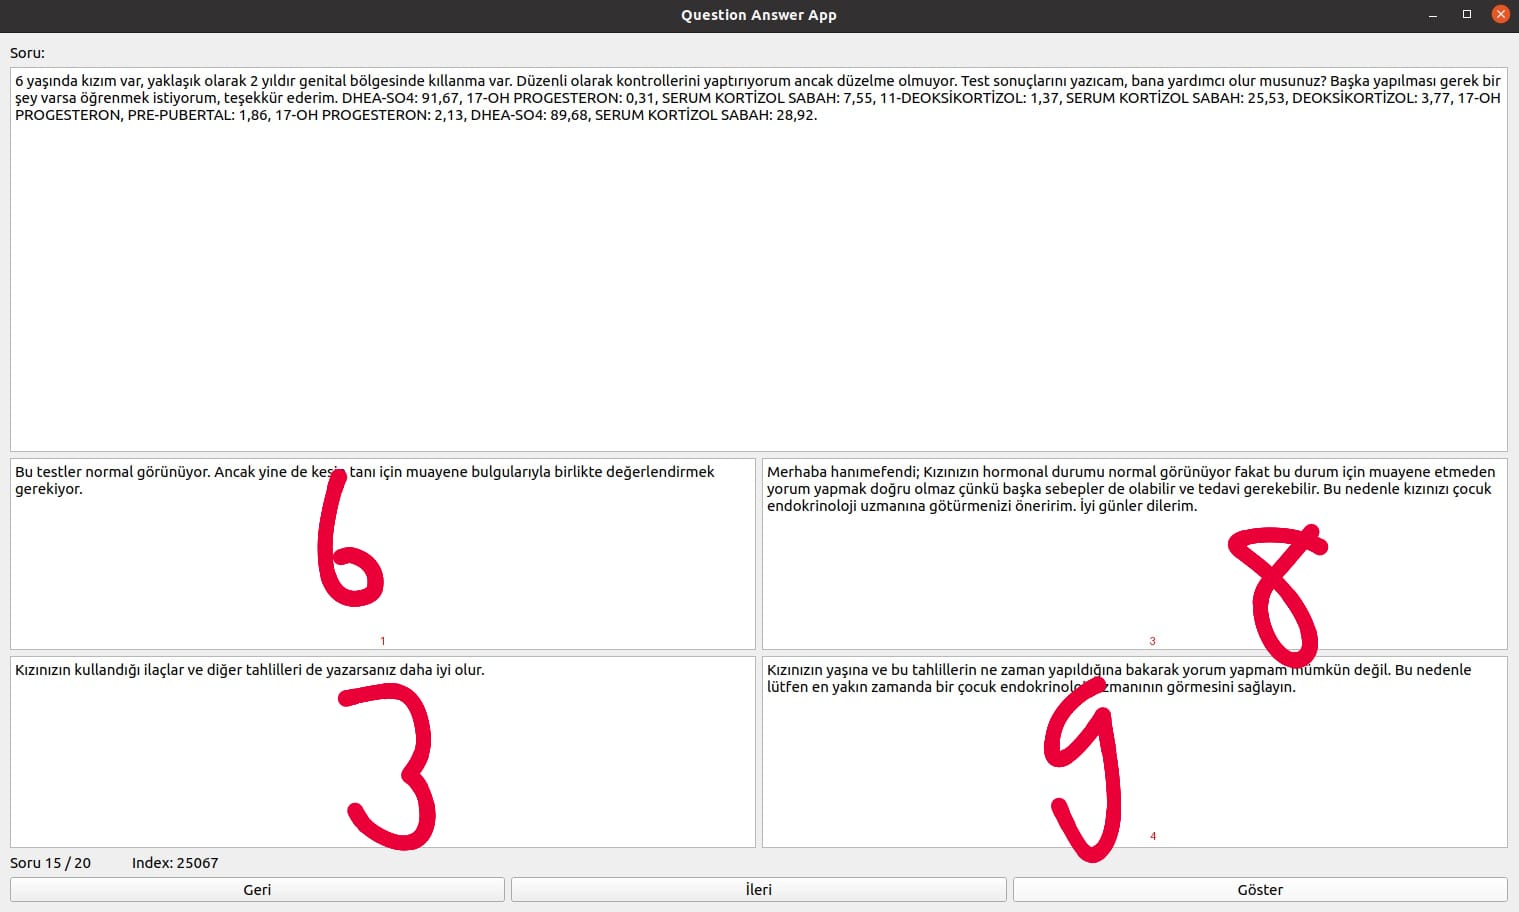 Question Answer App
Soru:
6 yaşında kızım var, yaklaşık olarak 2 yıldır genital bölgesinde kıllanma var. Düzenli olarak kontrollerini yaptırıyorum ancak düzelme olmuyor. Test sonuçlarını yazıcam, bana yardımcı olur musunuz? Başka yapılması gerek bir
şey varsa öğrenmek istiyorum, teşekkür ederim. DHEA-SO4: 91,67, 17-OH PROGESTERON: 0,31, SERUM KORTİZOL SABAH: 7,55, 11-DEOKSİKORTİZOL: 1,37, SERUM KORTİZOL SABAH: 25,53, DEOKSİKORTİZOL: 3,77, 17-OH
PROGESTERON, PRE-PUBERTAL: 1,86, 17-OH PROGESTERON: 2,13, DHEA-SO4: 89,68, SERUM KORTİZOL SABAH: 28,92.
Bu testler normal görünüyor. Ancak yine de kesin tanı için muayene bulgularıyla birlikte değerlendirmek
gerekiyor.
6
1
Merhaba hanımefendi; Kızınızın hormonal durumu normal görünüyor fakat bu durum için muayene etmeden
yorum yapmak doğru olmaz çünkü başka sebepler de olabilir ve tedavi gerekebilir. Bu nedenle kızınızı çocuk
endokrinoloji uzmanına götürmenizi öneririm. İyi günler dilerim.
8
3
Kızınızın kullandığı ilaçlar ve diğer tahlilleri de yazarsanız daha iyi olur.
3
Kızınızın yaşına ve bu tahlillerin ne zaman yapıldığına bakarak yorum yapmam mümkün değil. Bu nedenle
lütfen en yakın zamanda bir çocuk endokrinoloji uzmanının görmesini sağlayın.
9
4
Soru 15 / 20 Index: 25067
Geri İleri Göster